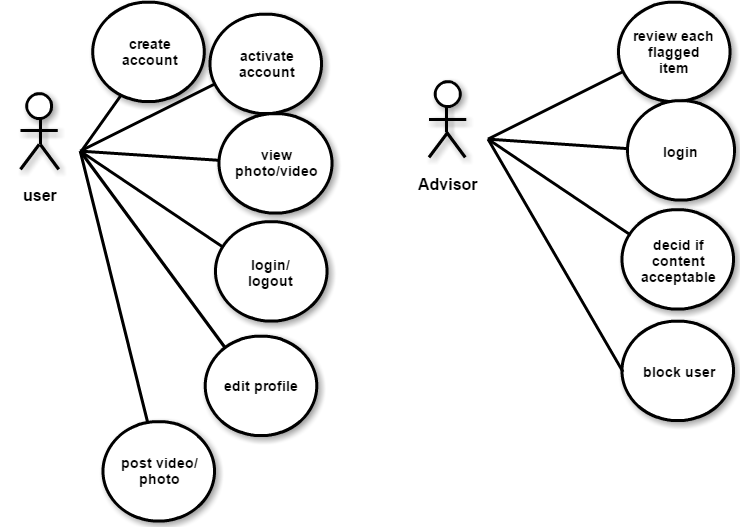 create
account
activate
account
view
photo/video
login/
logout
edit profile
post video/
photo
user
review each
flagged
item
login
decid if
content
acceptable
block user
Advisor